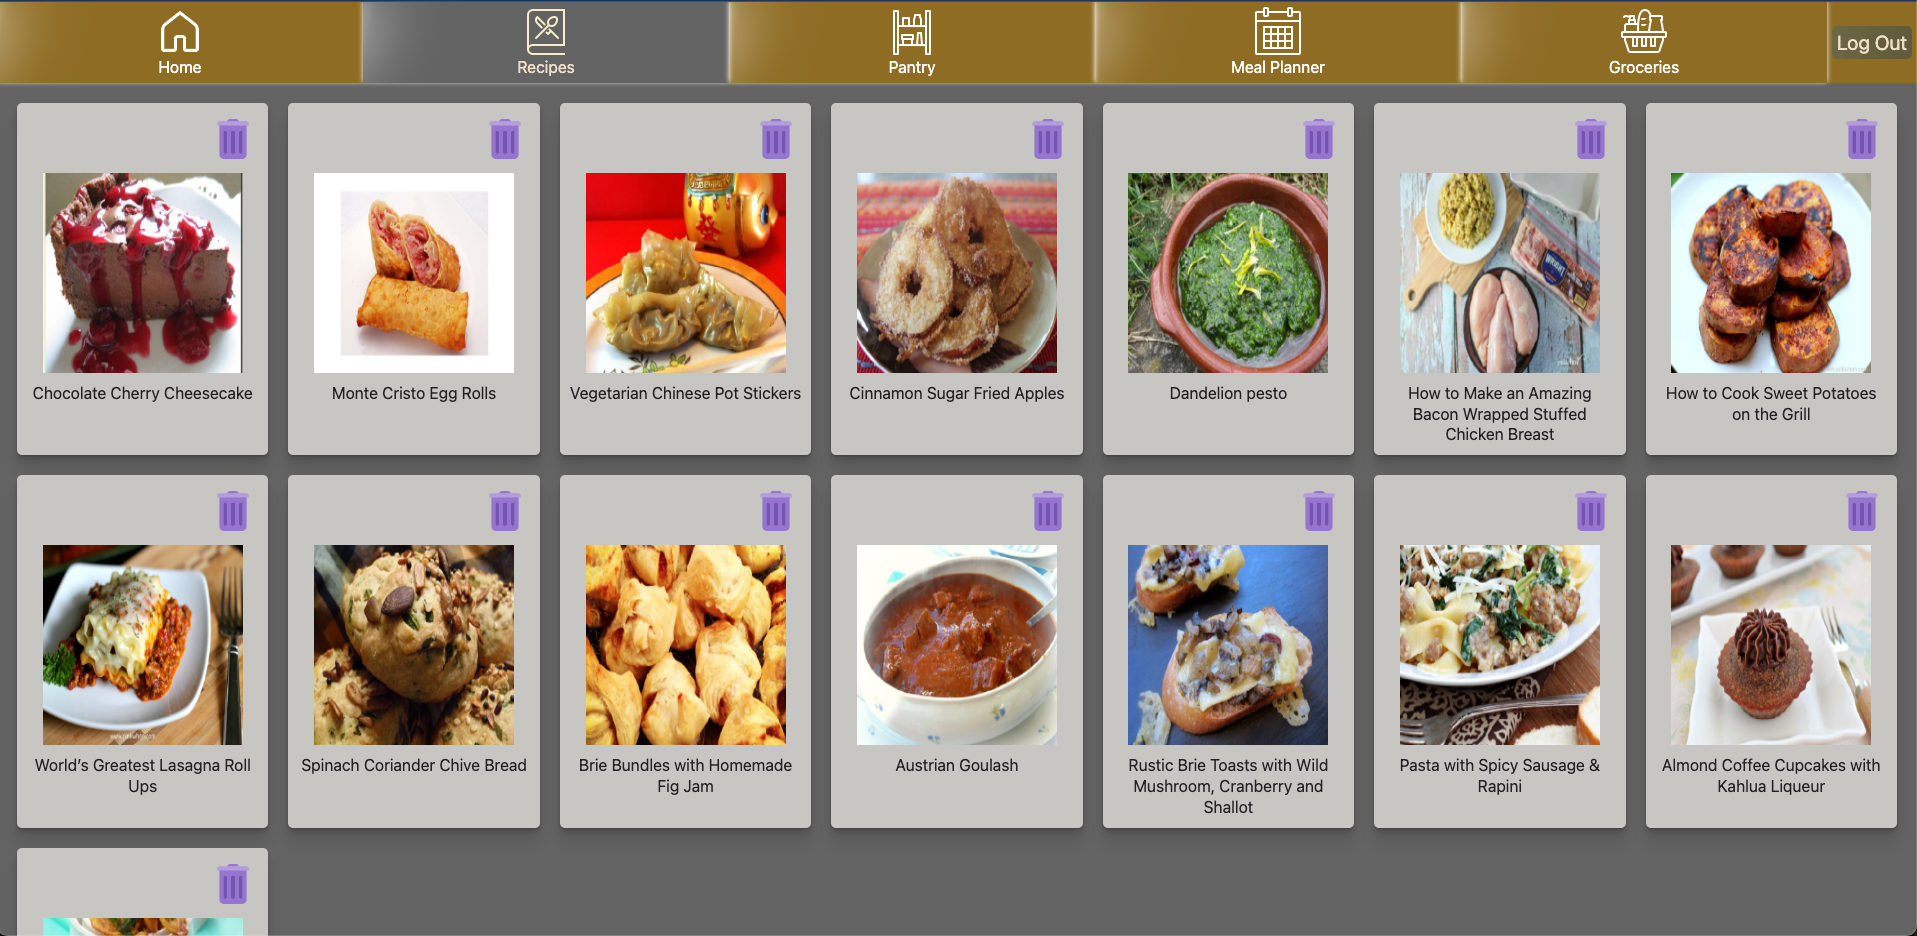 Home
Recipes
Pantry
Meal Planner
Groceries
Log Out
Chocolate Cherry Cheesecake
Monte Cristo Egg Rolls
Vegetarian Chinese Pot Stickers
Cinnamon Sugar Fried Apples
Dandelion pesto
How to Make an Amazing
Bacon Wrapped Stuffed
Chicken Breast
How to Cook Sweet Potatoes
on the Grill
World's Greatest Lasagna Roll
Ups
Spinach Coriander Chive Bread
Brie Bundles with Homemade
Fig Jam
Austrian Goulash
Rustic Brie Toasts with Wild
Mushroom, Cranberry and
Shallot
Pasta with Spicy Sausage &
Rapini
Almond Coffee Cupcakes with
Kahlua Liqueur